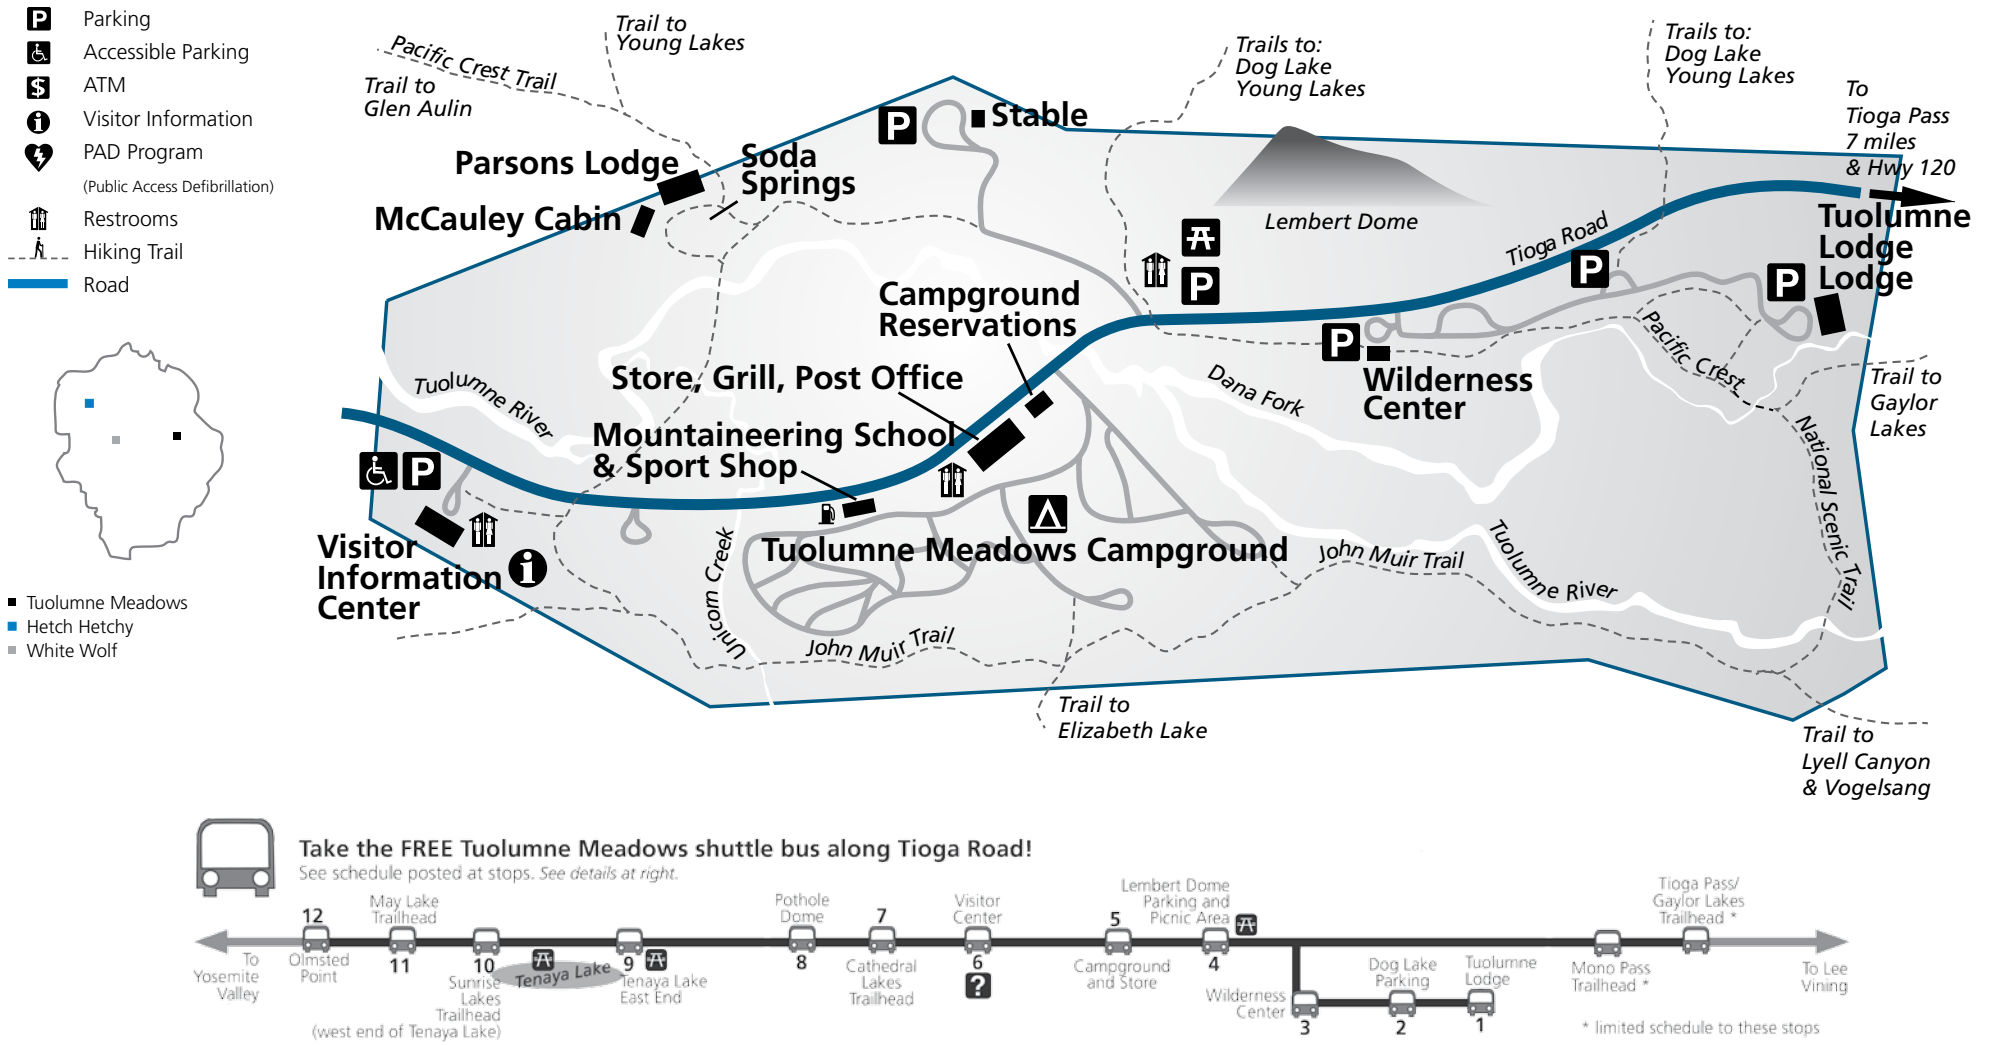 Parking
Accessible Parking
ATM
Visitor Information
PAD Program
(Public Access Defibrillation)
Restrooms
Hiking Trail
Road
Tuolumne Meadows
Hetch Hetchy
White Wolf
Pacific Crest Trail
Trail to
Glen Aulin
Trail to
Young Lakes
Trails to:
Dog Lake
Young Lakes
Trails to:
Dog Lake
Young Lakes
To
Tioga Pass
7 miles
& Hwy 120
P
Stable
Parsons Lodge
Soda
Springs
McCauley Cabin
Lembert Dome
Tioga Road
Tuolumne
Lodge
Lodge
P
P
P
Campground
Reservations
P
Wilderness
Center
Pacific Crest
National Scenic Trail
Trail to
Gaylor
Lakes
Store, Grill, Post Office
Mountaineering School
& Sport Shop
Tuolumne River
Dana Fork
P
Visitor
Information
Center
Unicorn Creek
Tuolumne Meadows Campground
John Muir Trail
John Muir Trail
Tuolumne River
Trail to
Elizabeth Lake
Trail to
Lyell Canyon
& Vogelsang
Take the FREE Tuolumne Meadows shuttle bus along Tioga Road!
See schedule posted at stops. See details at right.
To
Yosemite
Valley
12
Olmsted
Point
May Lake
Trailhead
11
10
Sunrise
Lakes
Trailhead
(west end of Tenaya Lake)
Tenaya Lake
9
Tenaya Lake
East End
Pothole
Dome
8
7
Cathedral
Lakes
Trailhead
Visitor
Center
6
?
5
Campground
and Store
Lembert Dome
Parking and
Picnic Area
4
Wilderness
Center
3
Dog Lake
Parking
2
Tuolumne
Lodge
1
Mono Pass
Trailhead *
Tioga Pass/
Gaylor Lakes
Trailhead *
To Lee
Vining
* limited schedule to these stops